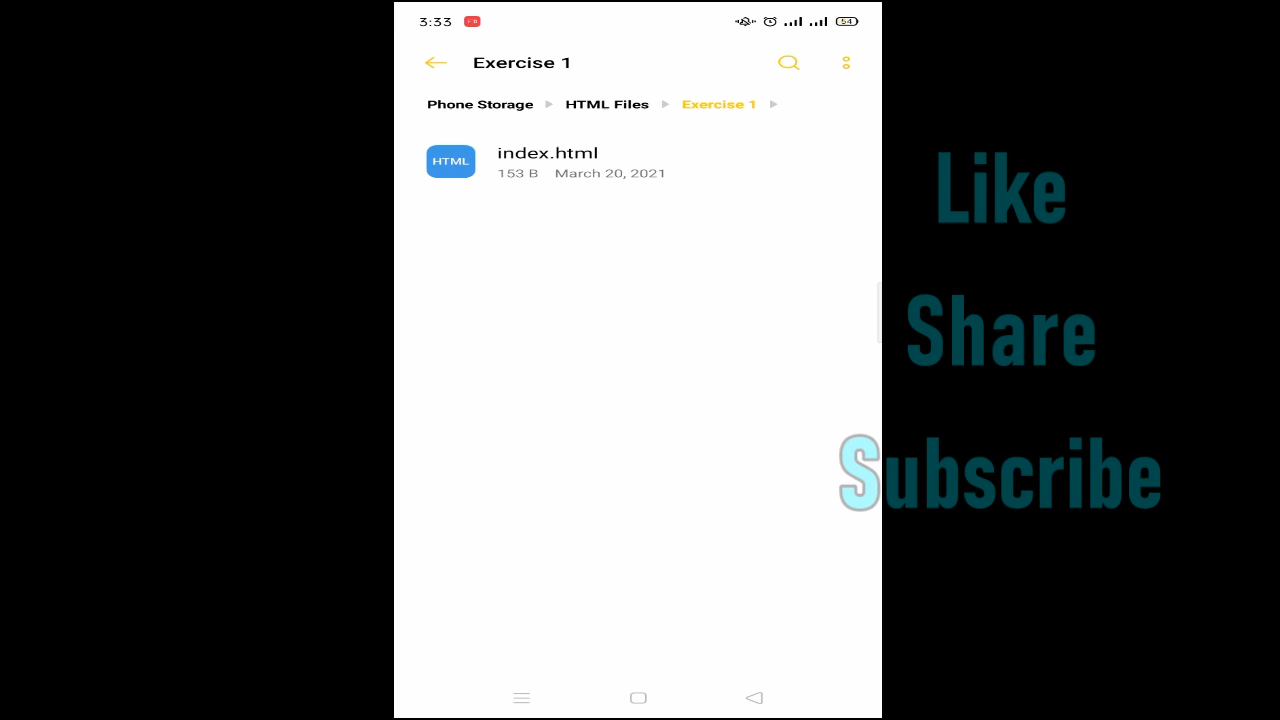 3:33
54
Exercise 1
Phone Storage HTML Files Exercise 1
HTML
index.html
153 B March 20, 2021
Like
Share
Subscribe